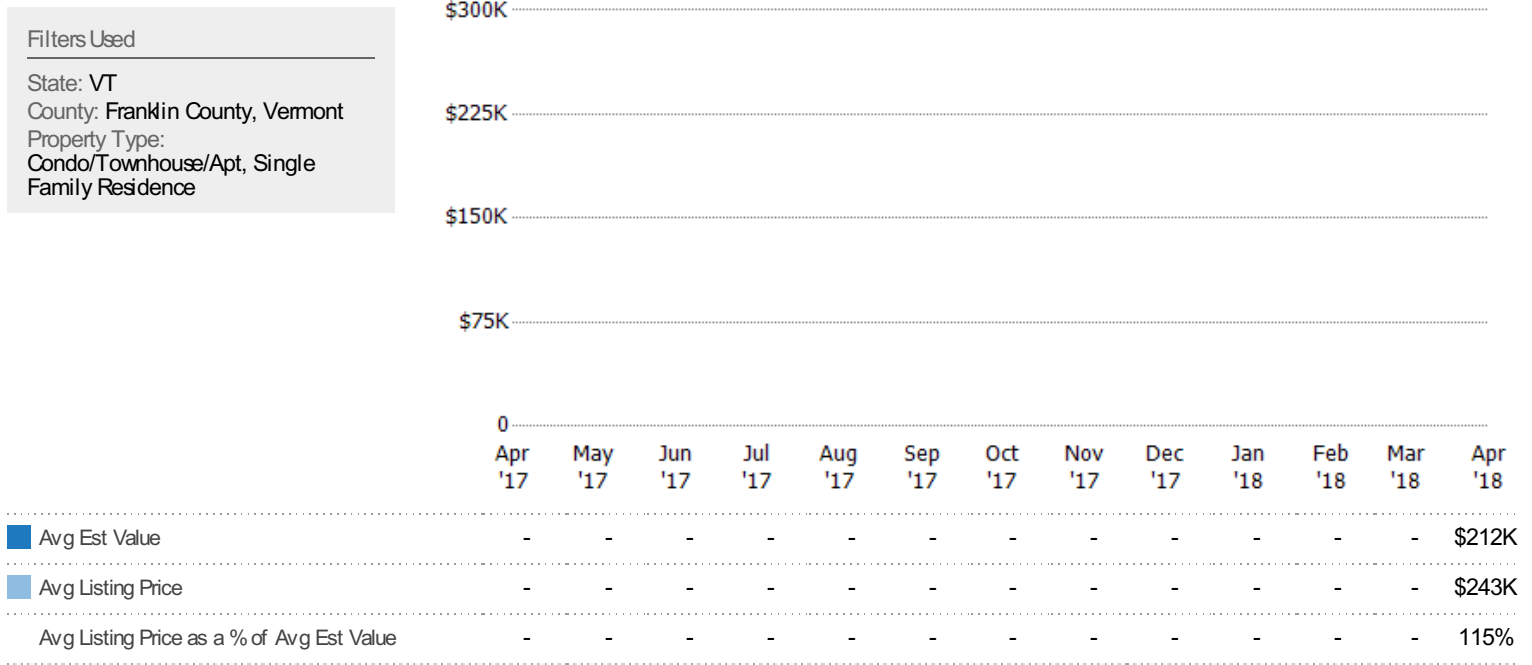 Filters Used
State: VT
County: Franklin County, Vermont
Property Type:
Condo/Townhouse/Apt, Single
Family Residence
$300K
$225K
$150K
$75K
0
Apr May Jun Jul Aug Sep Oct Nov Dec Jan Feb Mar Apr
'17 '17 '17 '17 '17 '17 '17 '17 '17 '18 '18 '18 '18
Avg Est Value - - - - - - - - - - - - $212K
Avg Listing Price - - - - - - - - - - - - $243K
Avg Listing Price as a % of Avg Est Value - - - - - - - - - - - - 115%